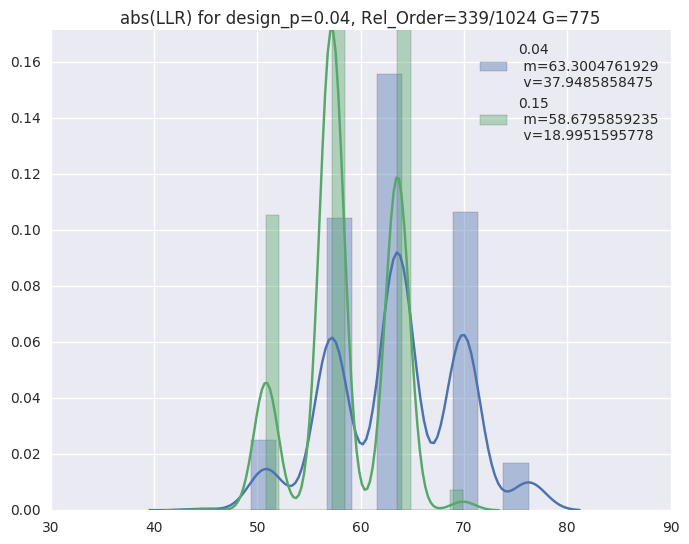 abs(LLR) for design_p=0.04, Rel_Order=339/1024 G=775
0.04
m=63.3004761929
v=37.9485858475
0.15
m=58.6795859235
v=18.9951595778
0.16
0.14
0.12
0.10
0.08
0.06
0.04
0.02
0.00
30 40 50 60 70 80 90